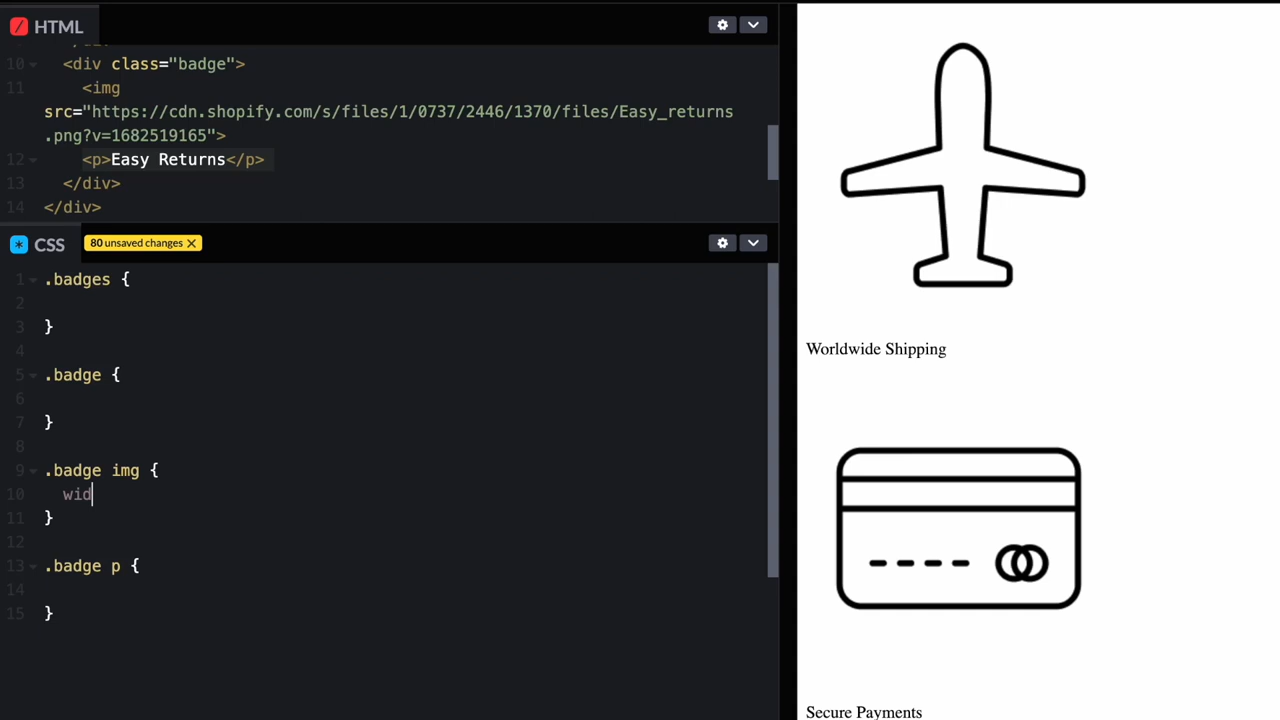 HTML
10 <div class="badge">
11 <img
src="https://cdn.shopify.com/s/files/1/0737/2446/1370/files/Easy_returns
.png?v=1682519165">
12 <p>Easy Returns</p>
13 </div>
14 </div>
CSS 80 unsaved changes
1 .badges {
2
3 }
4
5 .badge {
6
7 }
8
9 .badge img {
10 wid
11 }
12
13 .badge p {
14
15 }
Worldwide Shipping
Secure Payments